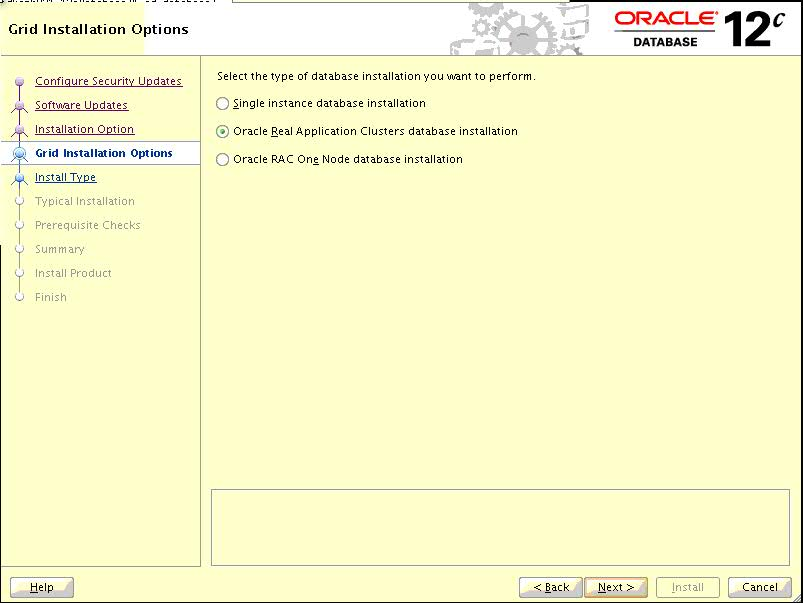 Grid Installation Options
ORACLE
DATABASE
12c
Configure Security Updates
Software Updates
Installation Option
Grid Installation Options
Install Type
Typical Installation
Prerequisite Checks
Summary
Install Product
Finish
Select the type of database installation you want to perform.
Single instance database installation
Oracle Real Application Clusters database installation
Oracle RAC One Node database installation
Help
< Back
Next >
Install
Cancel